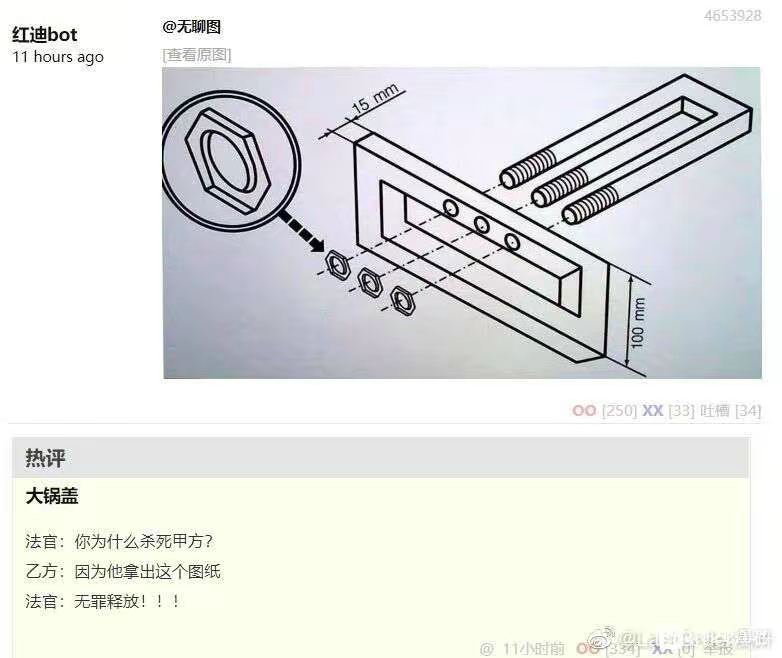 4653928
红迪bot
11 hours ago
@无聊图
[查看原图]
15 mm
100 mm
OO [250] XX [33] 吐槽 [34]
热评
大锅盖
法官：你为什么杀死甲方？
乙方：因为他拿出这个图纸
法官：无罪释放！！！
@ 11小时前 OO [334] XX [0] 举报